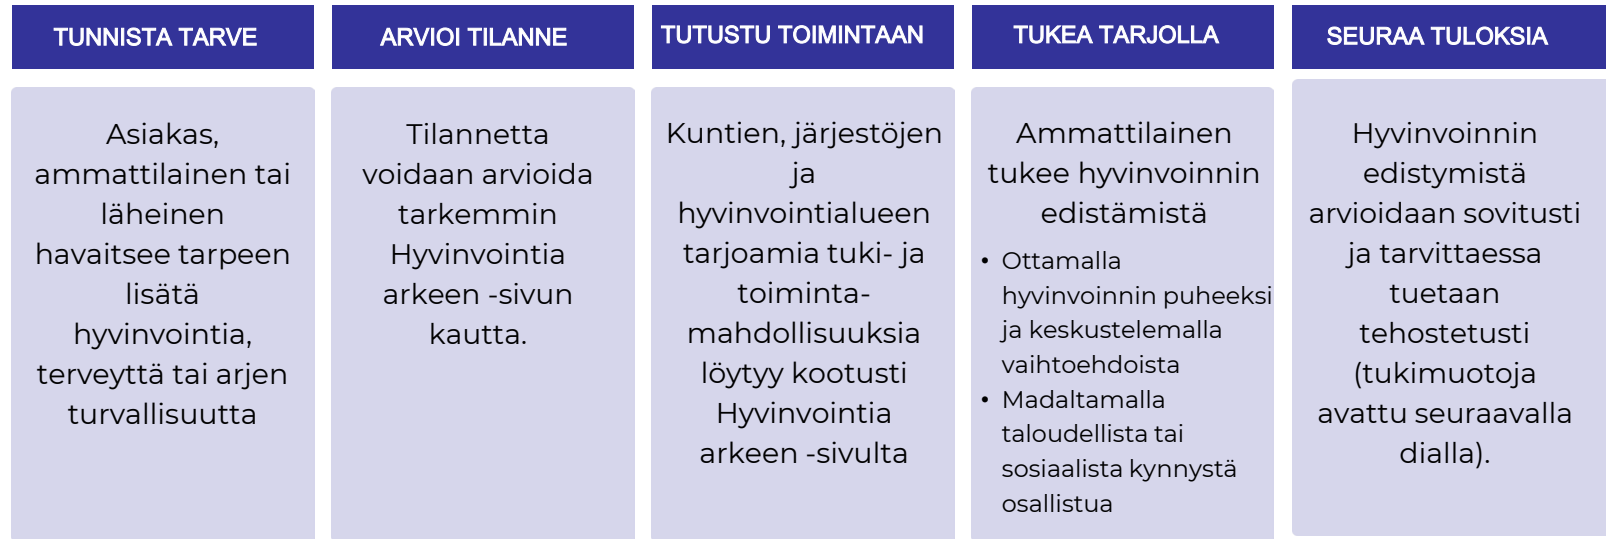 TUNNISTA TARVE
Asiakas,
ammattilainen tai
läheinen
havaitsee tarpeen
lisätä
hyvinvointia,
terveyttä tai arjen
turvallisuutta
ARVIOI TILANNE
Tilannetta
voidaan arvioida
tarkemmin
Hyvinvointia
arkeen -sivun
kautta.
TUTUSTU TOIMINTAAN
Kuntien, järjestöjen
ja
hyvinvointialueen
tarjoamia tuki- ja
toiminta-
mahdollisuuksia
löytyy kootusti
Hyvinvointia
arkeen -sivulta
TUKEA TARJOLLA
Ammattilainen
tukee hyvinvoinnin
edistämistä
• Ottamalla
hyvinvoinnin puheeksi
ja keskustelemalla
vaihtoehdoista
• Madaltamalla
taloudellista tai
sosiaalista kynnystä
osallistua
SEURAA TULOKSIA
Hyvinvoinnin
edistymistä
arvioidaan sovitusti
ja tarvittaessa
tuetaan
tehostetusti
(tukimuotoja
avattu seuraavalla
dialla).